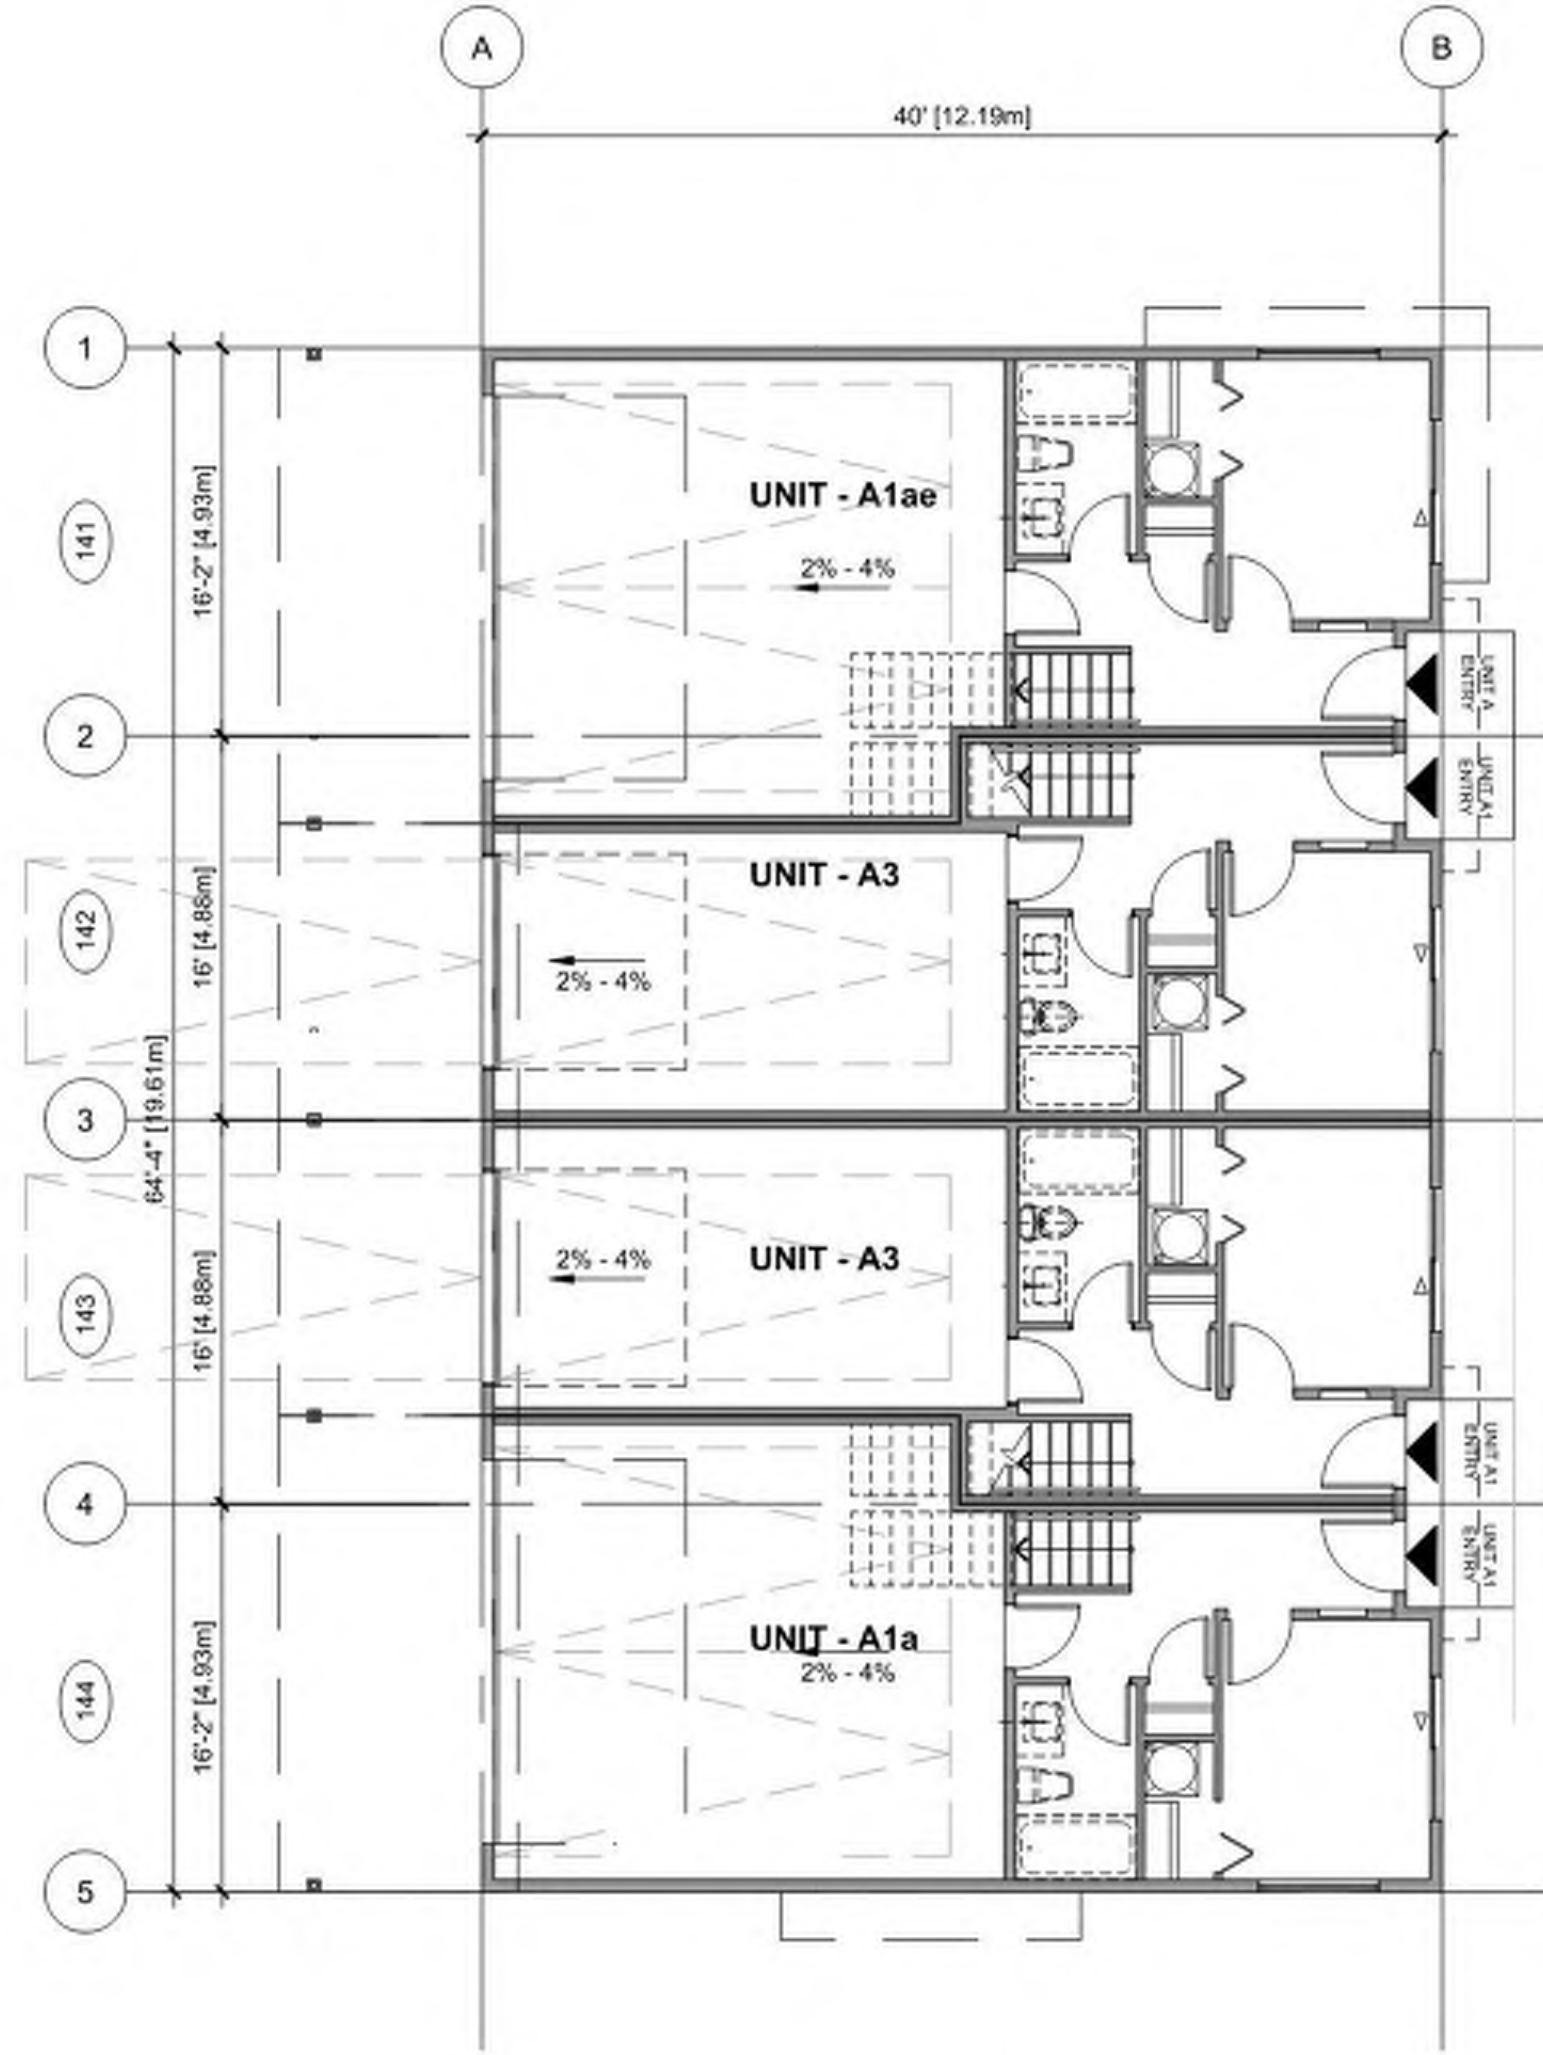 A
B
40' [12.19m]
1
141
16'-2" [4.93m]
UNIT - A1ae
2% - 4%
UNIT A
ENTRY
2
UNIT A1
ENTRY
142
16' [4.88m]
UNIT - A3
2% - 4%
64'-4" [19.61m]
3
143
16' [4.88m]
2% - 4%
UNIT - A3
UNIT A1
ENTRY
4
UNIT A1
ENTRY
144
16'-2" [4.93m]
UNIT - A1a
2% - 4%
5